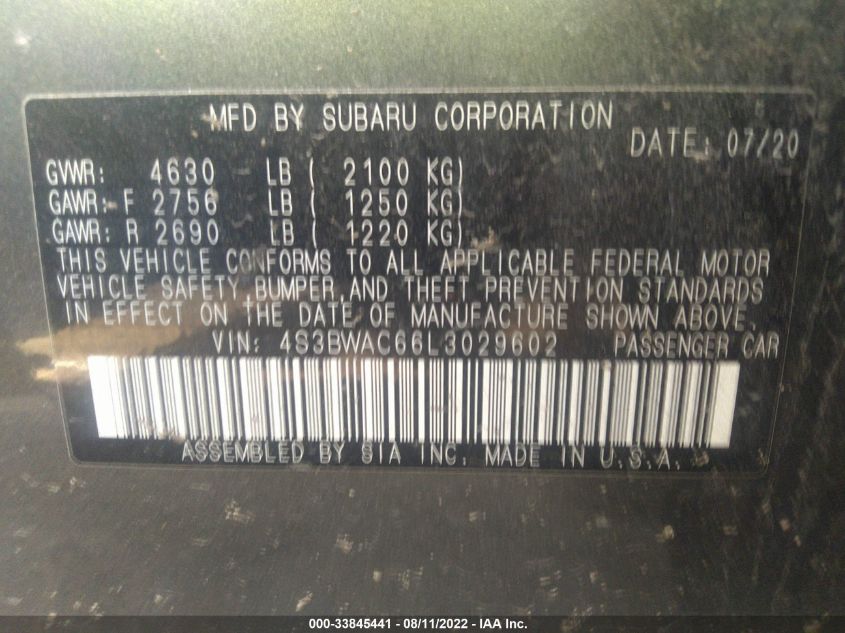 MFD BY SUBARU CORPORATION
DATE: 07/20
GVWR: 4630 LB ( 2100 KG)
GAWR: F 2756 LB ( 1250 KG)
GAWR: R 2690 LB ( 1220 KG)
THIS VEHICLE CONFORMS TO ALL APPLICABLE FEDERAL MOTOR
VEHICLE SAFETY,BUMPER,AND THEFT PREVENTION STANDARDS
IN EFFECT ON THE DATE OF MANUFACTURE SHOWN ABOVE.
VIN: 4S3BWAC66L3029602 PASSENGER CAR
ASSEMBLED BY SIA INC. MADE IN U.S.A.
000-33845441 - 08/11/2022 - IAA Inc.